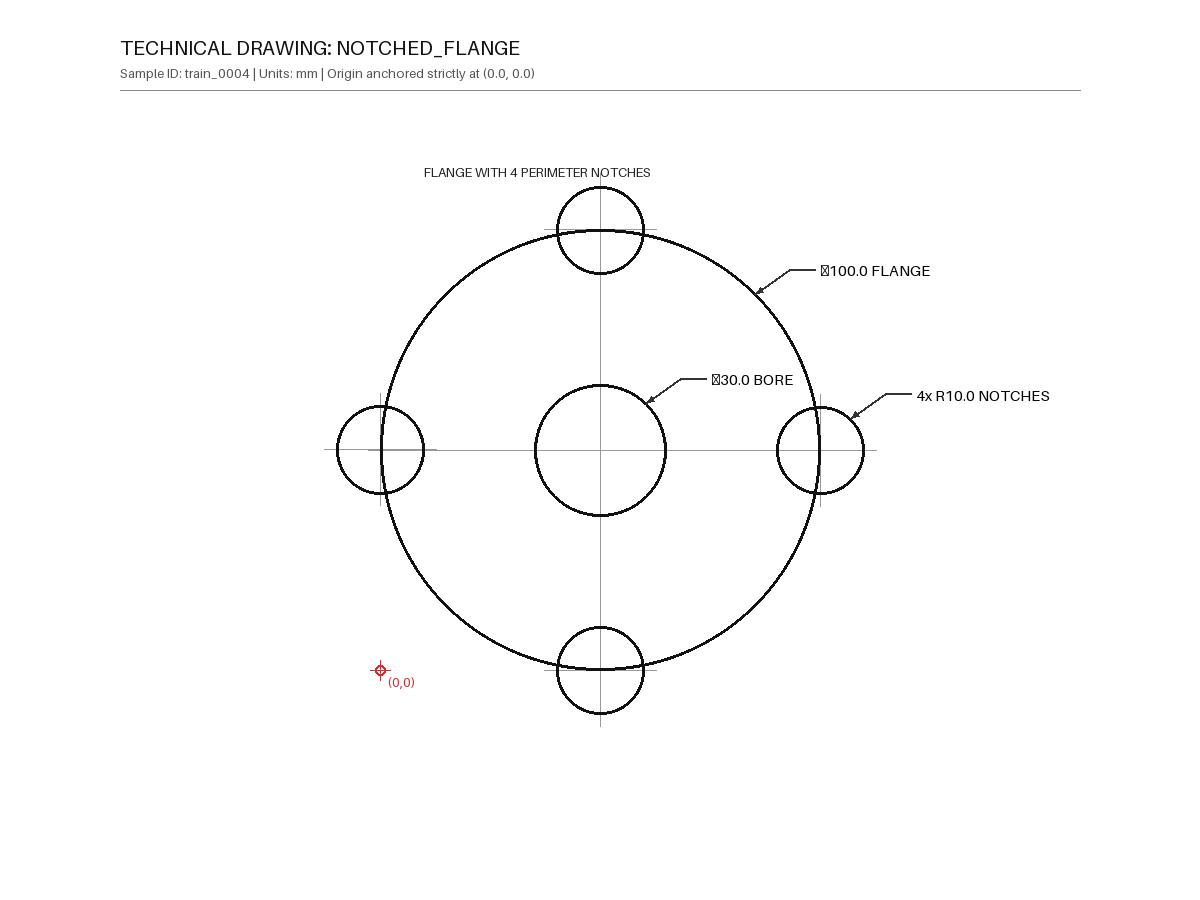 TECHNICAL DRAWING: NOTCHED_FLANGE
Sample ID: train_0004 | Units: mm | Origin anchored strictly at (0.0, 0.0)
FLANGE WITH 4 PERIMETER NOTCHES
▯100.0 FLANGE
▯30.0 BORE
4x R10.0 NOTCHES
(0,0)